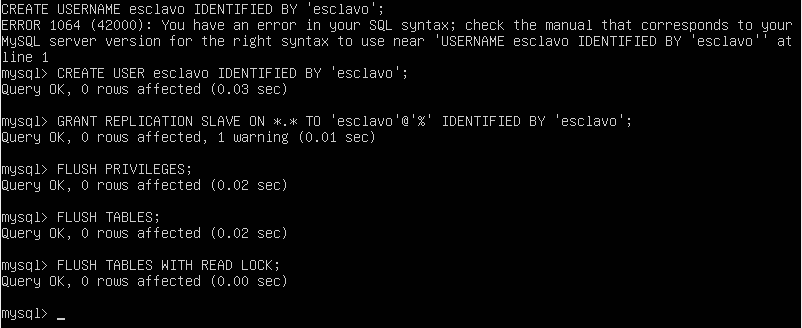 CREATE USERNAME esclavo IDENTIFIED BY 'esclavo';
ERROR 1064 (42000): You have an error in your SQL syntax; check the manual that corresponds to your
MySQL server version for the right syntax to use near 'USERNAME esclavo IDENTIFIED BY 'esclavo'' at
line 1
mysql> CREATE USER esclavo IDENTIFIED BY 'esclavo';
Query OK, 0 rows affected (0.03 sec)
mysql> GRANT REPLICATION SLAVE ON *.* TO 'esclavo'@'%' IDENTIFIED BY 'esclavo';
Query OK, 0 rows affected, 1 warning (0.01 sec)
mysql> FLUSH PRIVILEGES;
Query OK, 0 rows affected (0.02 sec)
mysql> FLUSH TABLES;
Query OK, 0 rows affected (0.02 sec)
mysql> FLUSH TABLES WITH READ LOCK;
Query OK, 0 rows affected (0.00 sec)
mysql> _